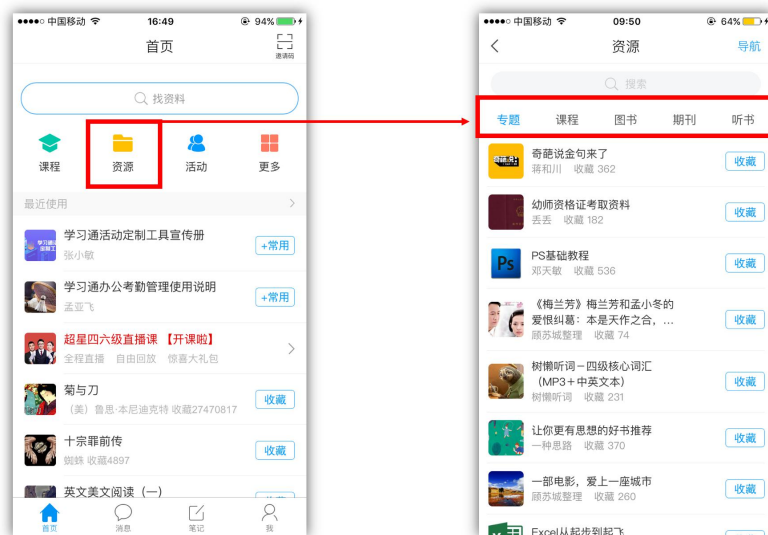 中国移动 16:49 94%
首页
邀请码
找资料
课程 资源 活动 更多
最近使用
学习通活动定制工具宣传册
张小敏
+常用
学习通办公考勤管理使用说明
孟亚飞
+常用
超星四六级直播课 【开课啦】
全程直播 自由回放 惊喜大礼包
菊与刀
(美) 鲁思·本尼迪克特 收藏27470817
收藏
十宗罪前传
蜘蛛 收藏4897
收藏
英文美文阅读 (一)
首页 消息 笔记 我
中国移动 09:50 64%
资源
导航
搜索
专题 课程 图书 期刊 听书
奇葩说金句来了
蒋和川 收藏 362
收藏
幼师资格证考取资料
丢丢 收藏 182
收藏
Ps
PS基础教程
邓天敏 收藏 536
收藏
《梅兰芳》梅兰芳和孟小冬的
爱恨纠葛：本是天作之合，...
顾苏城整理 收藏 74
收藏
树懒听词－四级核心词汇
（MP3＋中英文本）
树懒听词 收藏 231
收藏
让你更有思想的好书推荐
一种思路 收藏 370
收藏
一部电影，爱上一座城市
顾苏城整理 收藏 260
收藏
Excel从起步到起飞